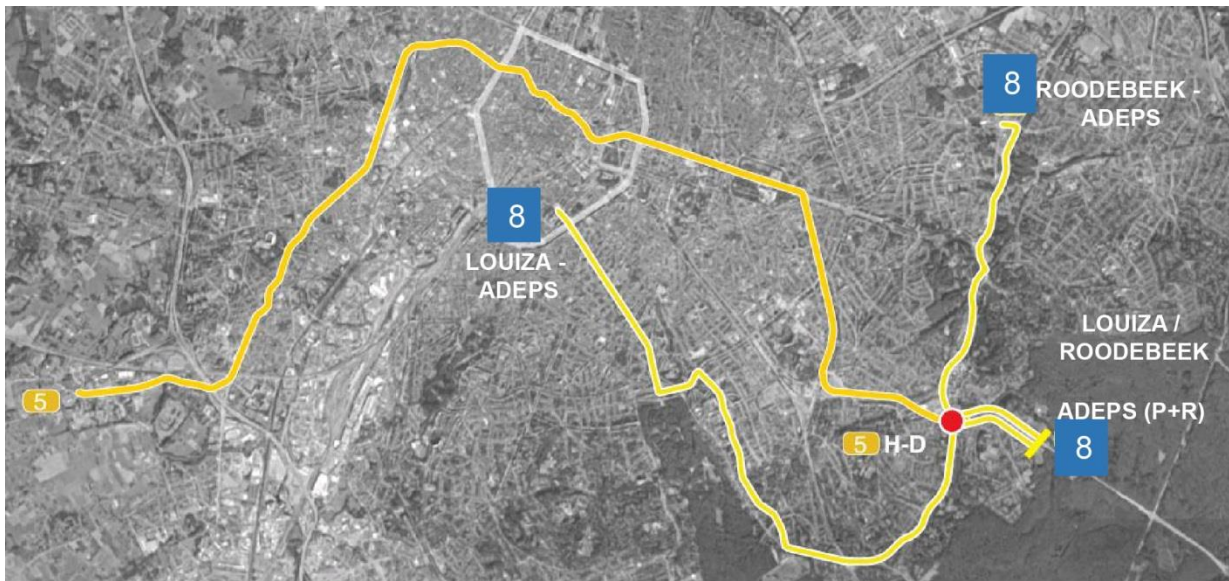 8
ROODEBEEK -
ADEPS
8
LOUIZA -
ADEPS
LOUIZA /
ROODEBEEK
5
ADEPS (P+R)
5 H-D
8